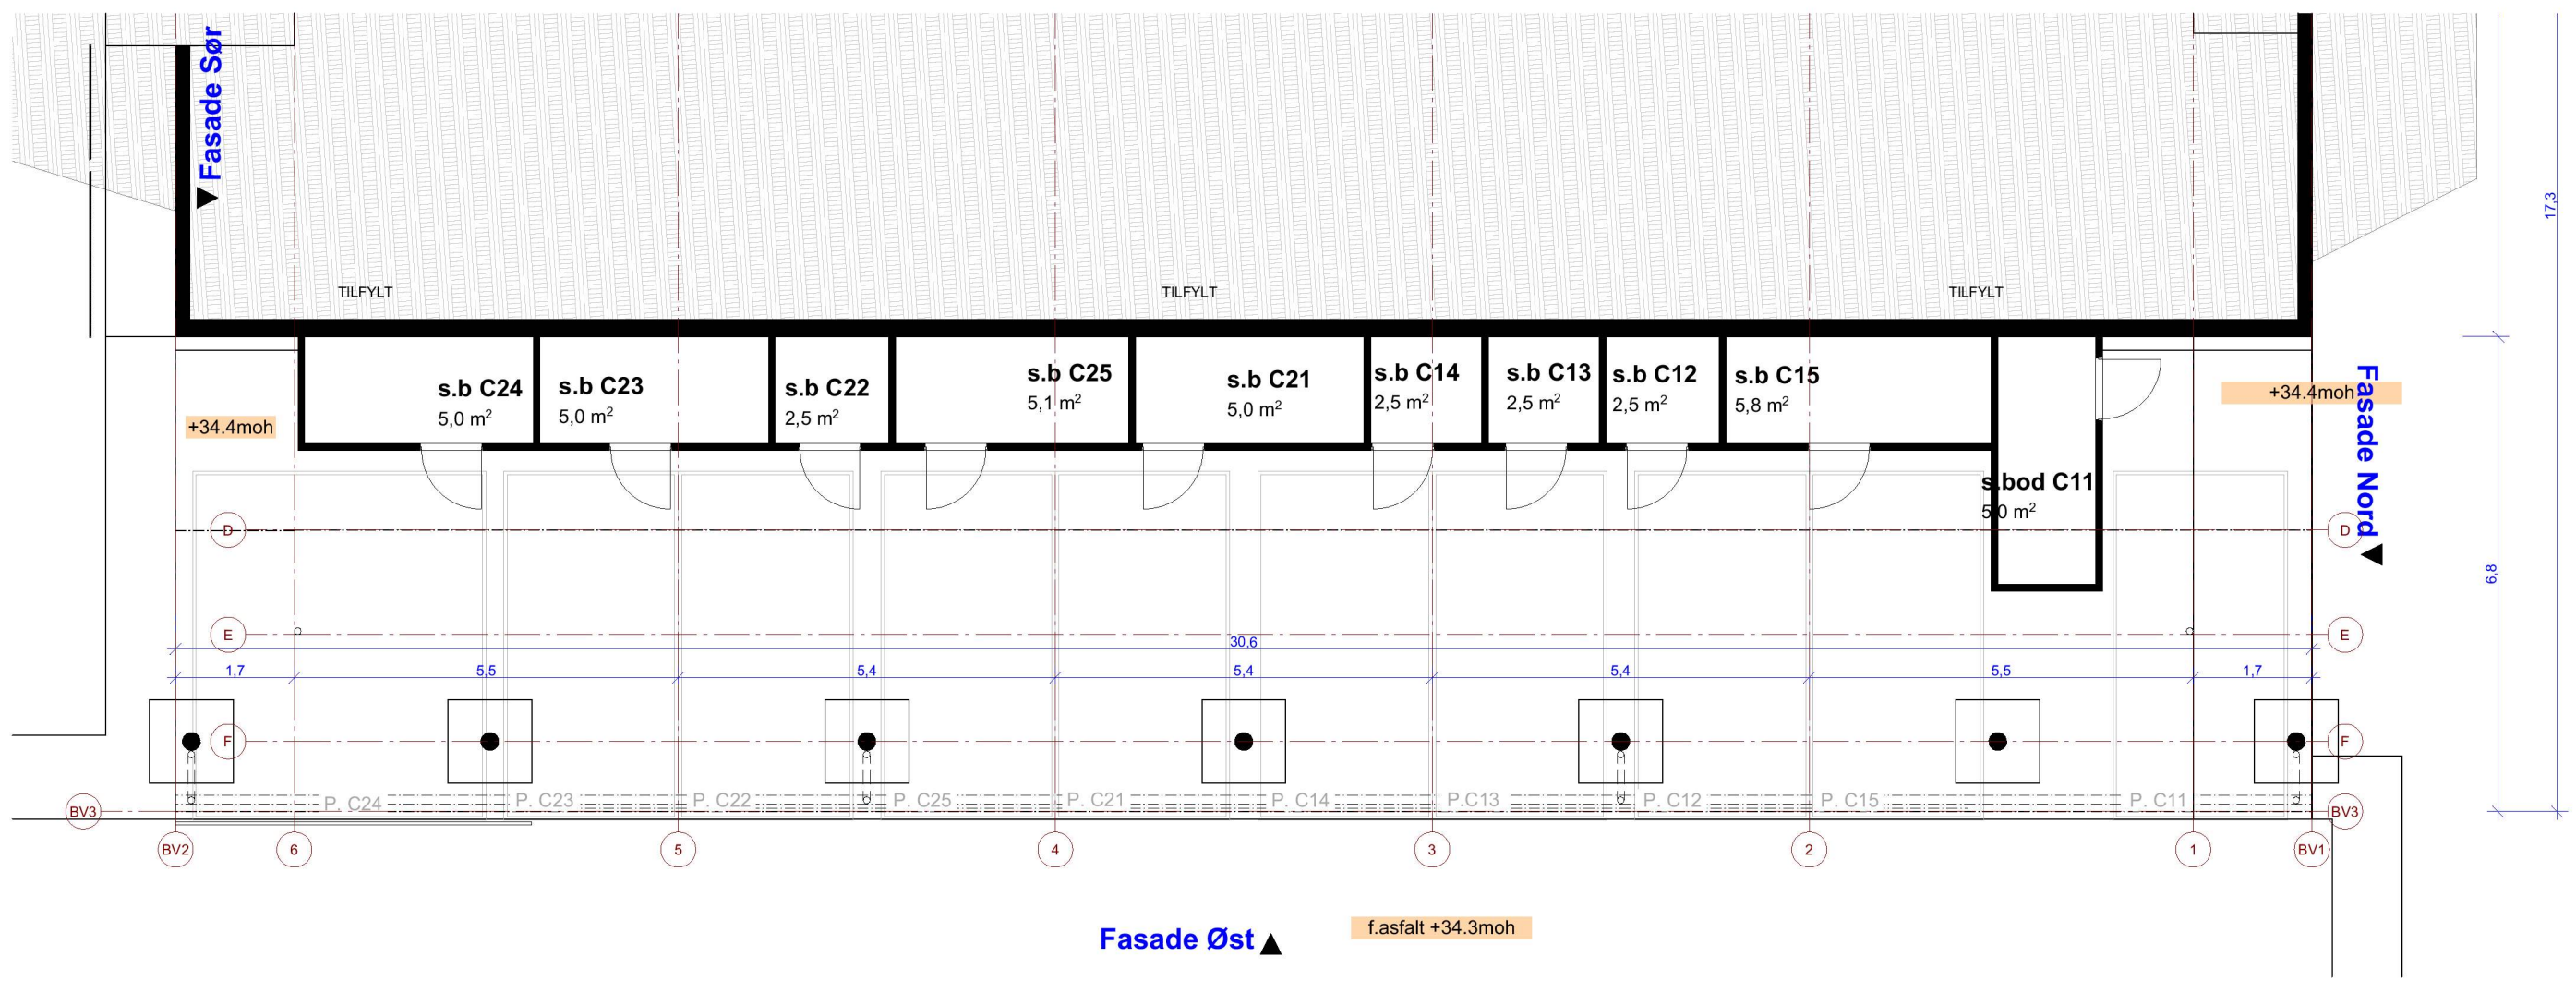 Fasade Sør
17,3
TILFYLT
TILFYLT
TILFYLT
s.b C24
5,0 m²
s.b C23
5,0 m²
s.b C22
2,5 m²
s.b C25
5,1 m²
s.b C21
5,0 m²
s.b C14
2,5 m²
s.b C13
2,5 m²
s.b C12
2,5 m²
s.b C15
5,8 m²
s.bod C11
5,0 m²
+34.4moh
+34.4moh
Fasade Nord
D
D
6,8
E
E
30,6
1,7
5,5
5,4
5,4
5,4
5,5
1,7
F
F
P. C24
P. C23
P. C22
P. C25
P. C21
P. C14
P.C13
P. C12
P. C15
P. C11
BV3
BV3
BV2
6
5
4
3
2
1
BV1
Fasade Øst
f.asfalt +34.3moh